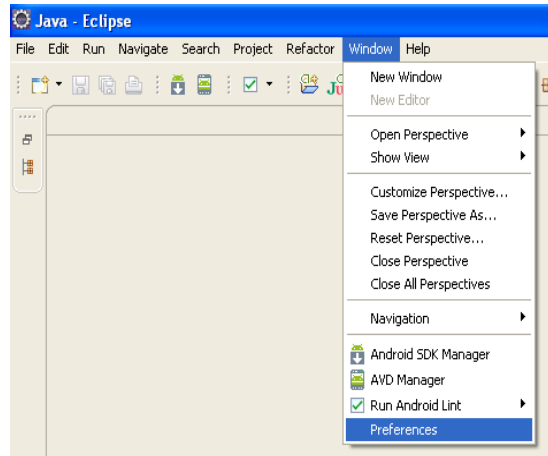 Java - Eclipse
File Edit Run Navigate Search Project Refactor Window Help
New Window
New Editor
Open Perspective
Show View
Customize Perspective...
Save Perspective As...
Reset Perspective...
Close Perspective
Close All Perspectives
Navigation
Android SDK Manager
AVD Manager
Run Android Lint
Preferences